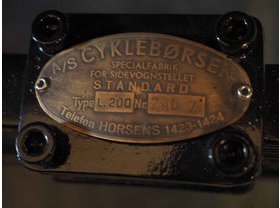 A/S CYKLEBØRSEN
SPECIALFABRIK
FOR SIDEVOGNSTELLET
STANDARD
Type L-200 Nr.
Telefon HORSENS 1423-1424